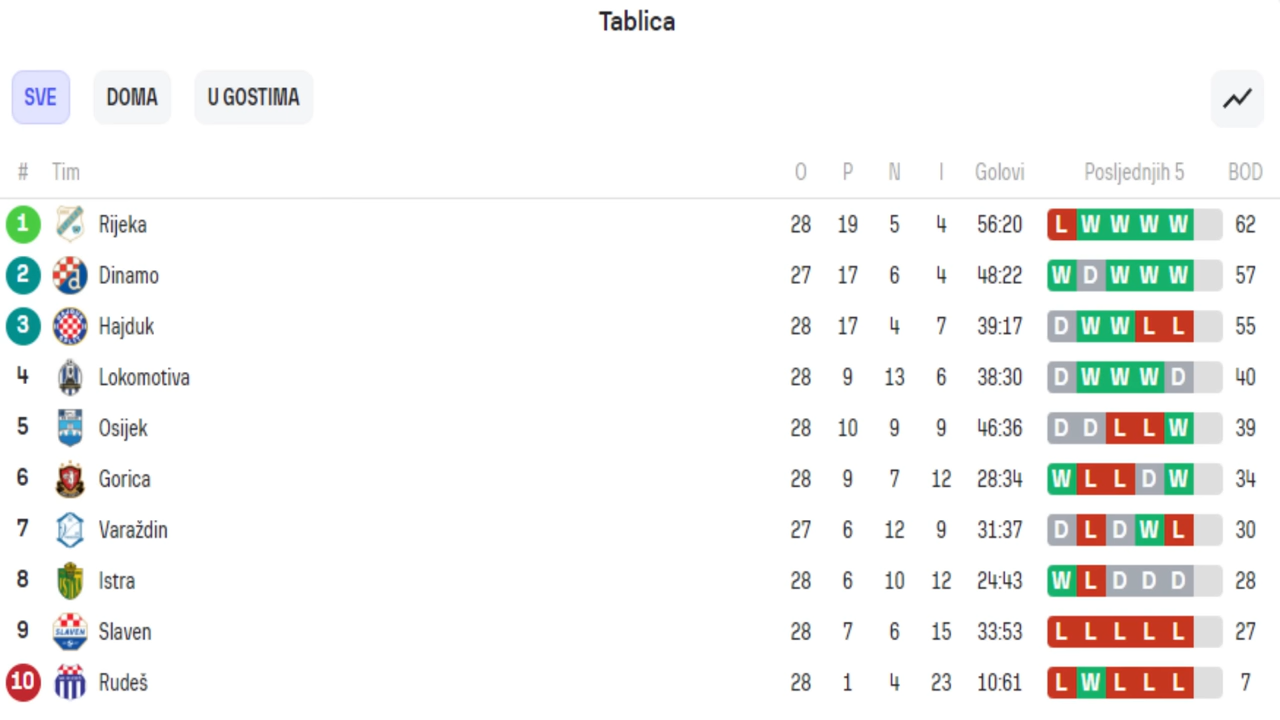 Tablica
SVE DOMA U GOSTIMA
# Tim O P N I Golovi Posljednjih 5 BOD
1 Rijeka 28 19 5 4 56:20 L W W W W 62
2 Dinamo 27 17 6 4 48:22 W D W W W 57
3 Hajduk 28 17 4 7 39:17 D W W L L 55
4 Lokomotiva 28 9 13 6 38:30 D W W W D 40
5 Osijek 28 10 9 9 46:36 D D L L W 39
6 Gorica 28 9 7 12 28:34 W L L D W 34
7 Varaždin 27 6 12 9 31:37 D L D W L 30
8 Istra 28 6 10 12 24:43 W L D D D 28
9 SLAVEN Slaven 28 7 6 15 33:53 L L L L L 27
10 Rudeš 28 1 4 23 10:61 L W L L L 7